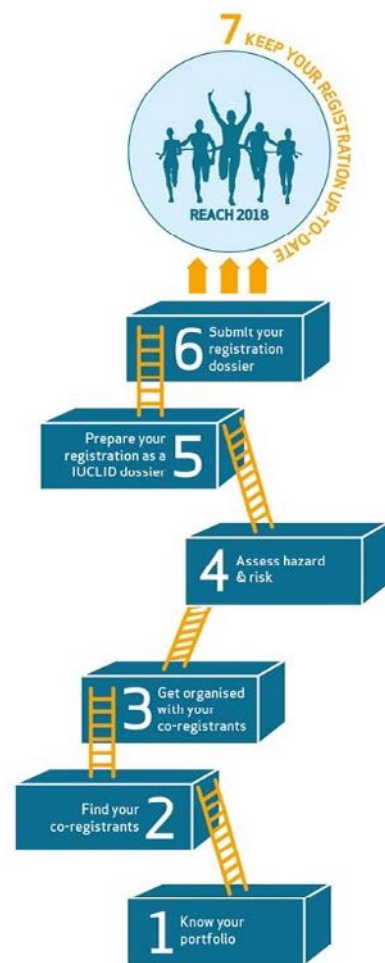 7 KEEP YOUR REGISTRATION UP-TO-DATE
REACH 2018
6
Submit your
registration
dossier
Prepare your
registration as a
IUCLID dossier
5
4
Assess hazard
& risk
3
Get organised
with your
co-registrants
Find your
co-registrants
2
1
Know your
portfolio